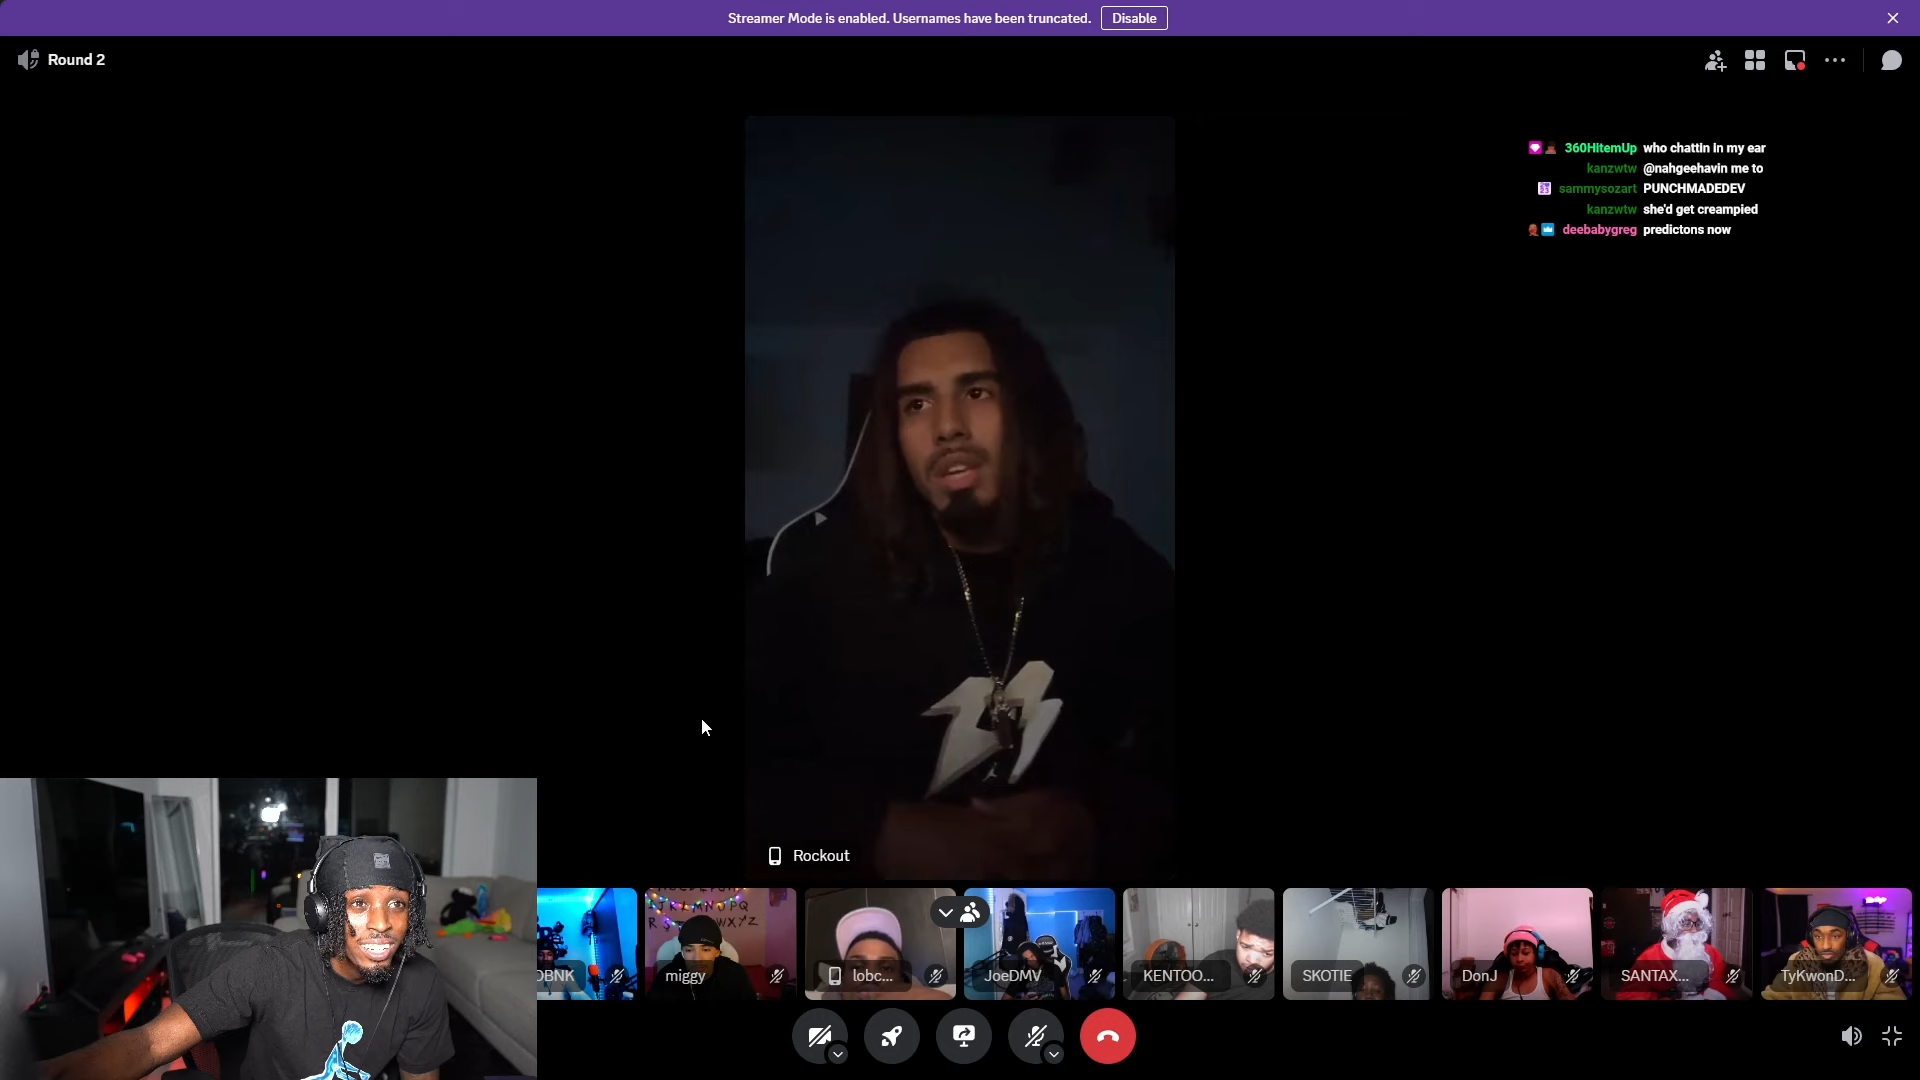 Streamer Mode is enabled. Usernames have been truncated. Disable
Round 2
360HitemUp who chattin in my ear
kanzwtw @nahgeehavin me to
sammysozart PUNCHMADEDEV
kanzwtw she'd get creampied
deebabygreg predictons now
23
Rockout
OBNK
miggy
lobc...
JoeDMV
KENTOO...
SKOTIE
DonJ
SANTAX...
TyKwonD...